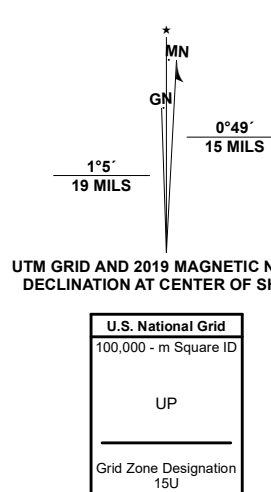 ★
MN
GN
0°49´
15 MILS
1°5´
19 MILS
UTM GRID AND 2019 MAGNETIC N
DECLINATION AT CENTER OF SH
U.S. National Grid
100,000 - m Square ID
UP
Grid Zone Designation
15U